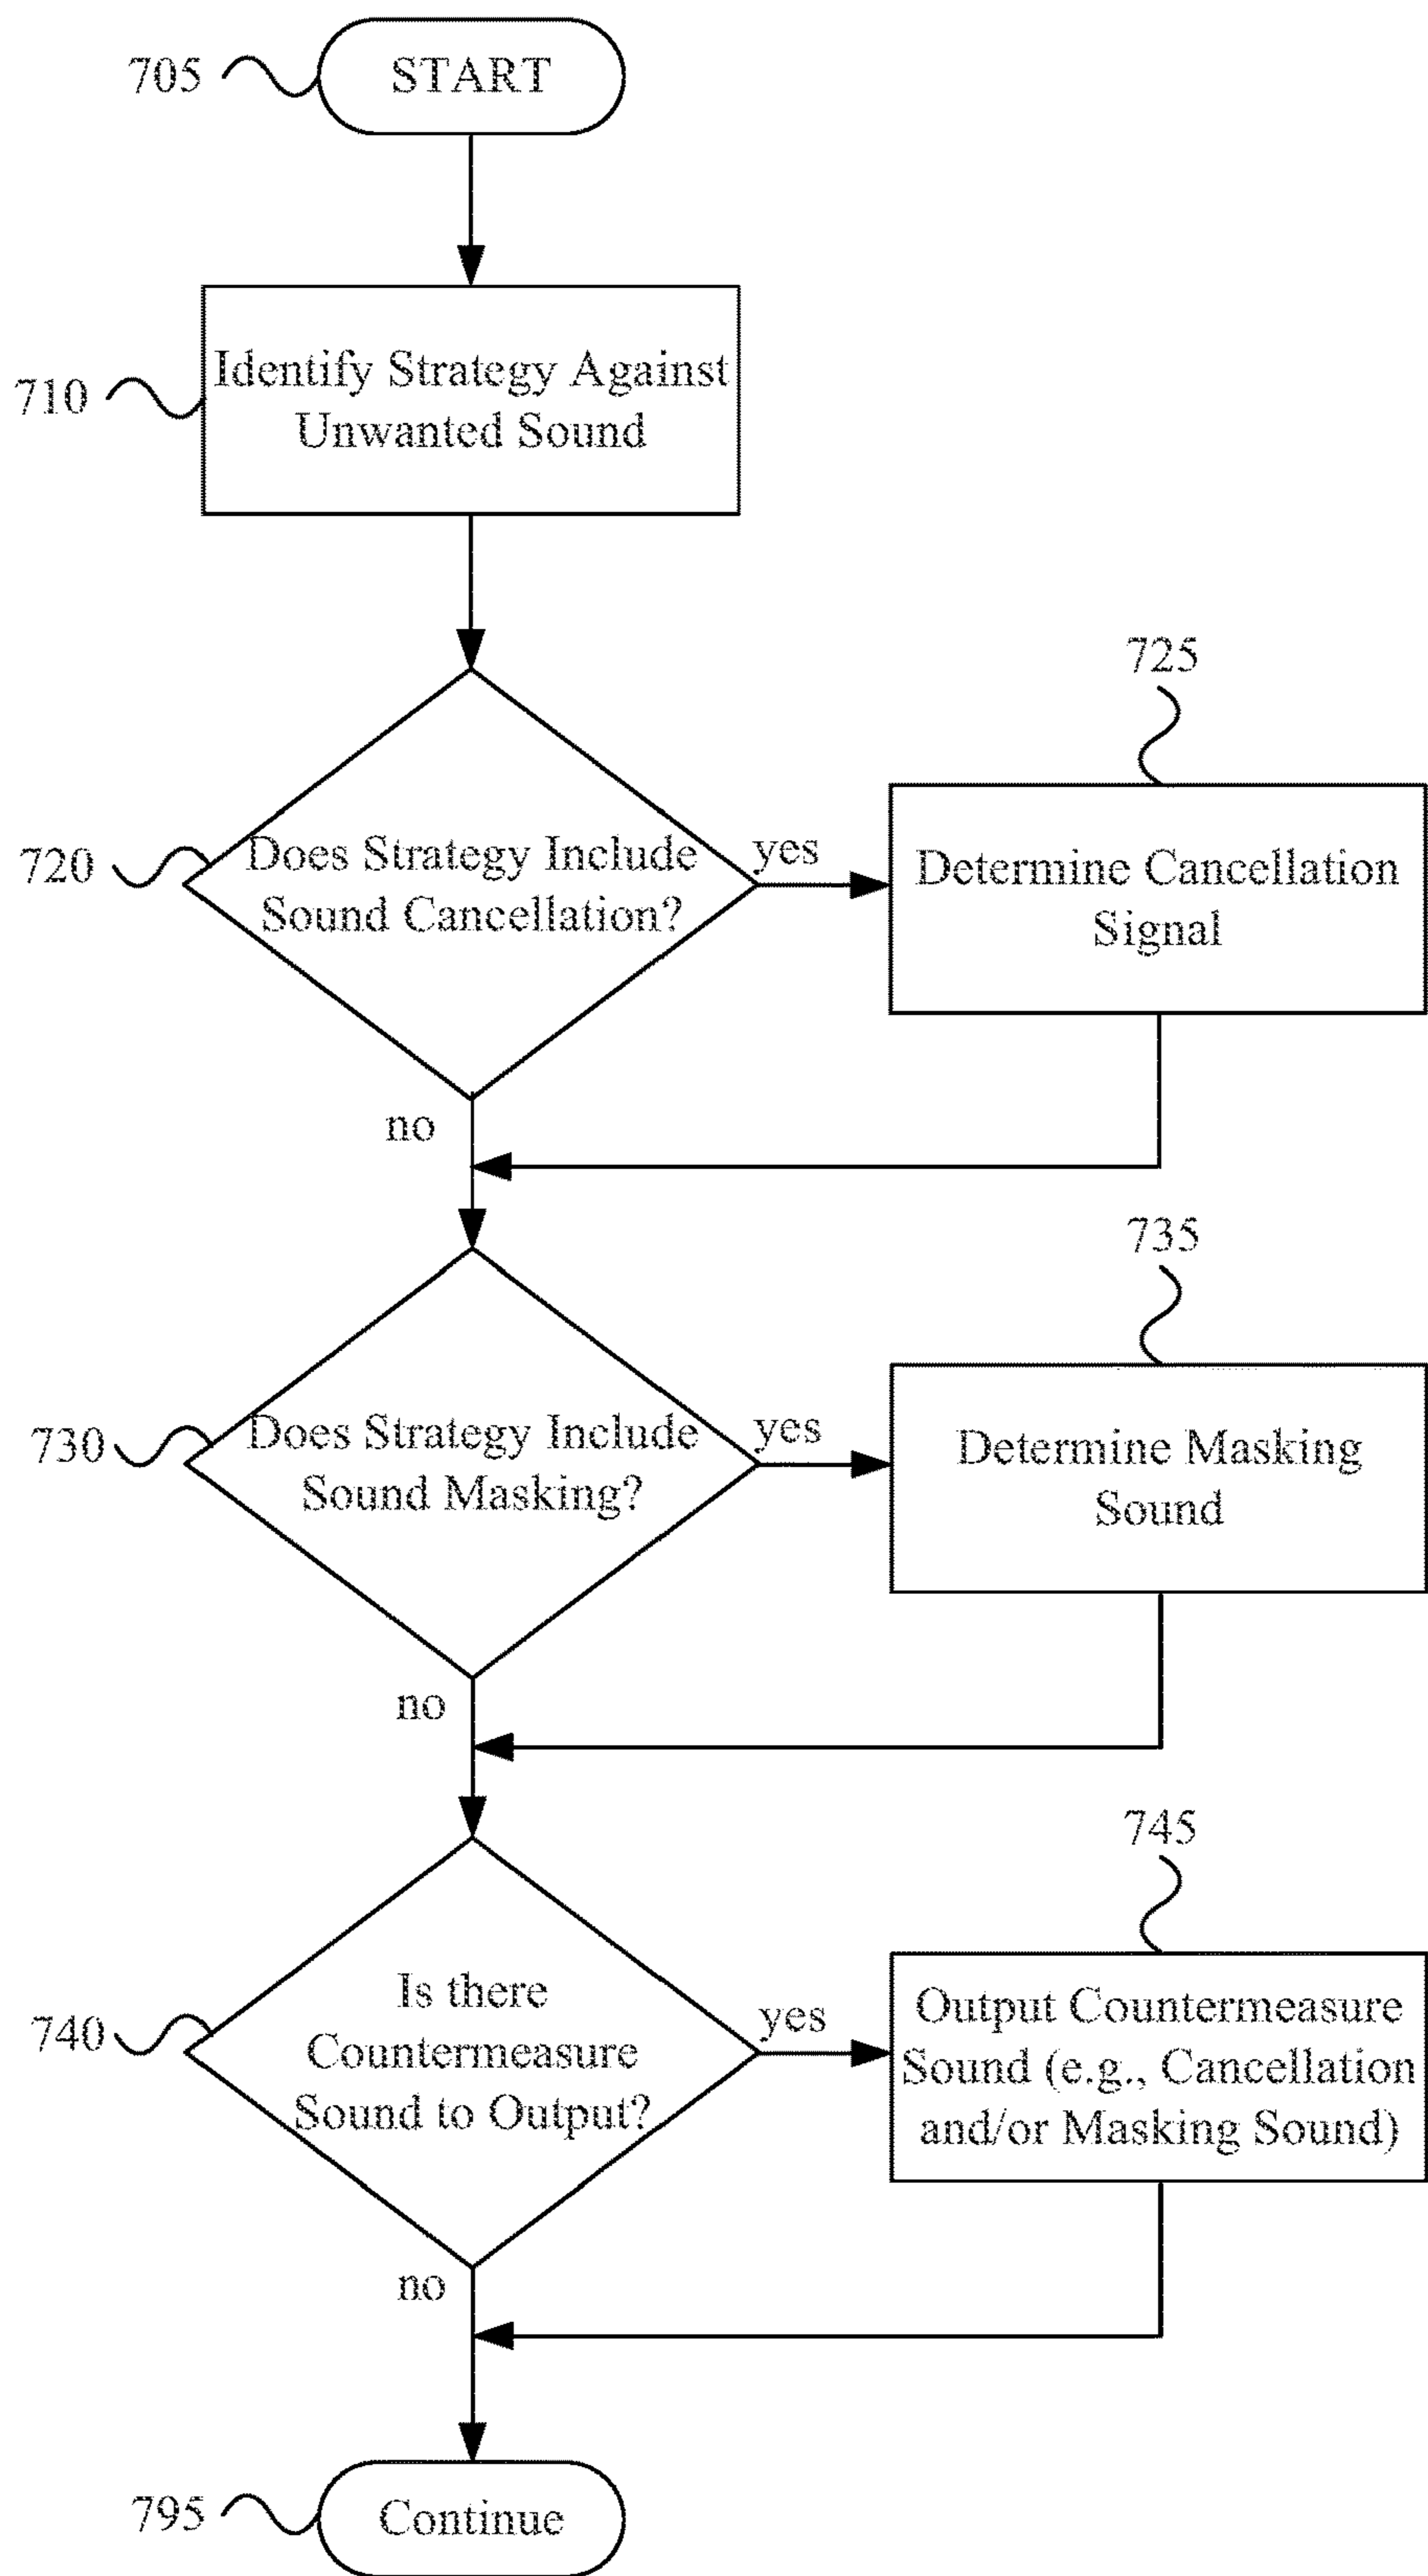 705
START
710
Identify Strategy Against
Unwanted Sound
725
720
Does Strategy Include
Sound Cancellation?
yes
Determine Cancellation
Signal
no
735
730
Does Strategy Include
Sound Masking?
yes
Determine Masking
Sound
no
745
740
Is there
Countermeasure
Sound to Output?
yes
Output Countermeasure
Sound (e.g., Cancellation
and/or Masking Sound)
no
795
Continue